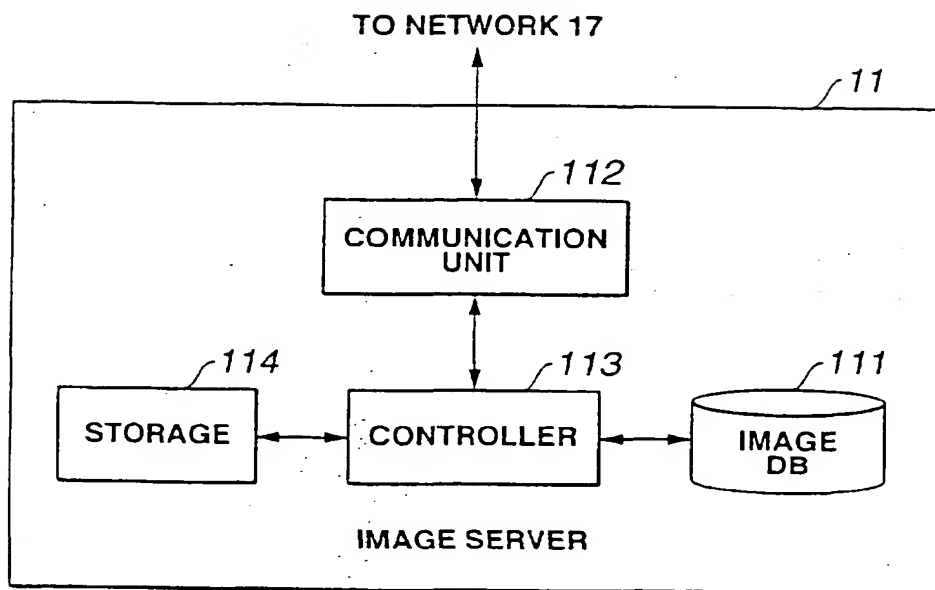 TO NETWORK 17
11
112
COMMUNICATION
UNIT
114
113
111
STORAGE
CONTROLLER
IMAGE
DB
IMAGE SERVER